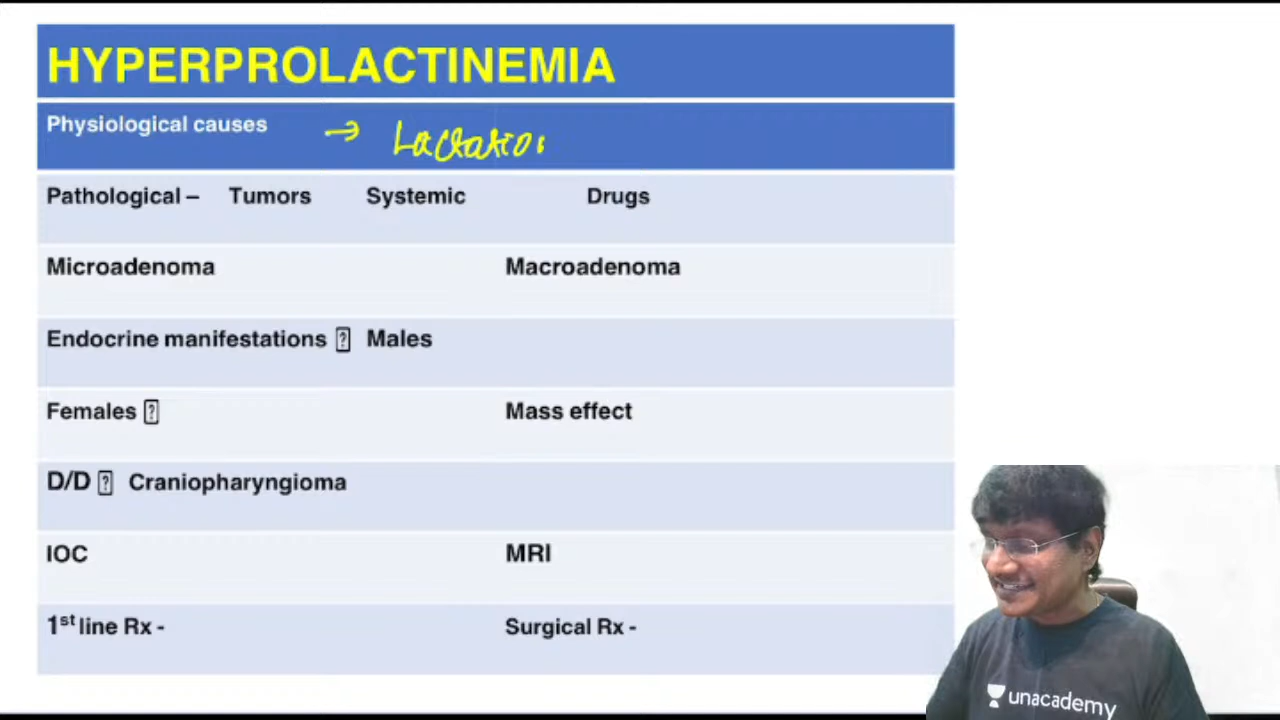 HYPERPROLACTINEMIA
Physiological causes → Lactation
Pathological – Tumors Systemic Drugs
Microadenoma Macroadenoma
Endocrine manifestations Males
Females Mass effect
D/D Craniopharyngioma
IOC MRI
1st line Rx - Surgical Rx -
unacademy